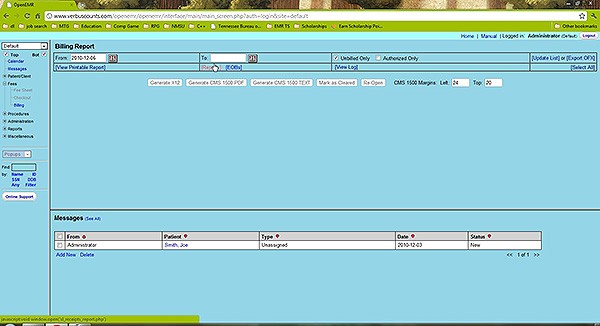 OpenEMR
www.verbuscounts.com/openemr/openemr/interface/main/main_screen.php?auth=login&site=default
dl job search MTG Education Comp Game RPG NMSU C++ Tennessee Bureau o... EMR TS Scholarships Earn Scholarship Poi... Other bookmarks
Home | Manual | Logged in: Administrator (Default) Logout
Default
Top Bot
Calendar
Messages
Patient/Client
Fees
Fee Sheet
Checkout
Billing
Procedures
Administration
Reports
Miscellaneous
Popups
Find
by: Name ID
SSN DOB
Any Filter
Online Support
Billing Report
From: 2010-12-06 To: Unbilled Only Authorized Only [Update List] or [Export OFX]
[View Printable Report] [EOBs] [View Log] [Select All]
Generate X12 Generate CMS 1500 PDF Generate CMS 1500 TEXT Mark as Cleared Re-Open CMS 1500 Margins: Left: 24 Top: 20
Messages (See All)
From Patient Type Date Status
Administrator Smith, Joe Unassigned 2010-12-03 New
Add New Delete << 1 of 1 >>
javascript:void window.open('sl_receipts_report.php')